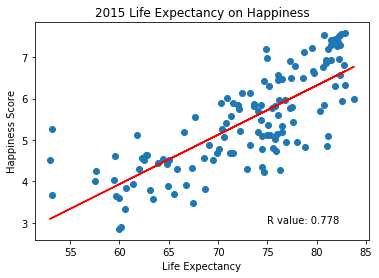 2015 Life Expectancy on Happiness
7
6
5
4
3
Happiness Score
R value: 0.778
55 60 65 70 75 80
Life Expectancy